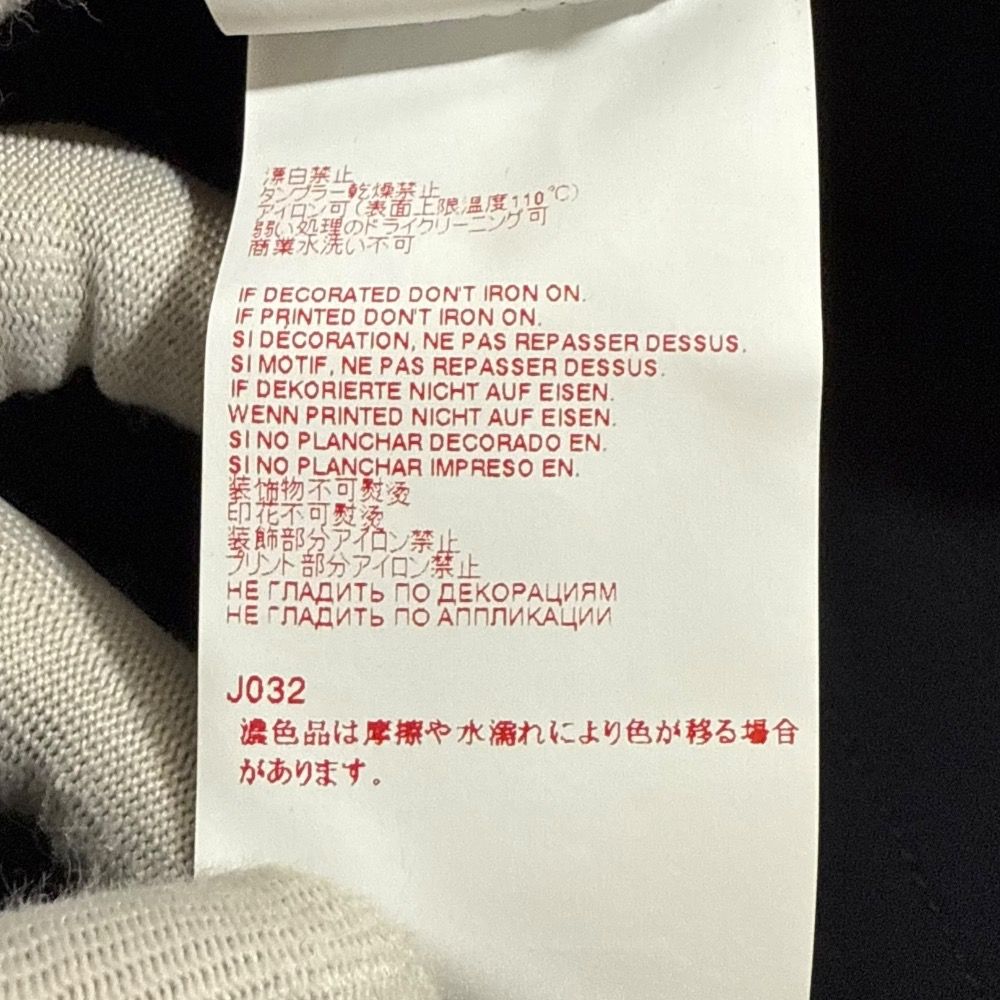 漂白禁止
タンブラー乾燥禁止
アイロン可(表面上限温度110℃)
弱い処理のドライクリーニング可
商業水洗い不可
IF DECORATED DON'T IRON ON.
IF PRINTED DON'T IRON ON.
SI DÉCORATION, NE PAS REPASSER DESSUS.
SI MOTIF, NE PAS REPASSER DESSUS.
IF DEKORIERTE NICHT AUF EISEN.
WENN PRINTED NICHT AUF EISEN.
SI NO PLANCHAR DECORADO EN.
SI NO PLANCHAR IMPRESO EN.
装饰物不可熨烫
印花不可熨烫
装飾部分アイロン禁止
プリント部分アイロン禁止
НЕ ГЛАДИТЬ ПО ДЕКОРАЦИЯМ
НЕ ГЛАДИТЬ ПО АППЛИКАЦИИ
J032
濃色品は摩擦や水濡れにより色が移る場合
があります。